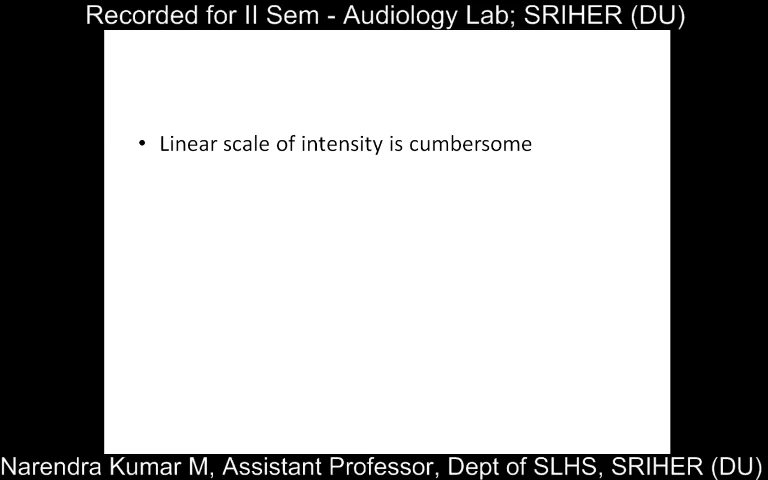 Recorded for II Sem - Audiology Lab; SRIHER (DU)
• Linear scale of intensity is cumbersome
Narendra Kumar M, Assistant Professor, Dept of SLHS, SRIHER (DU)